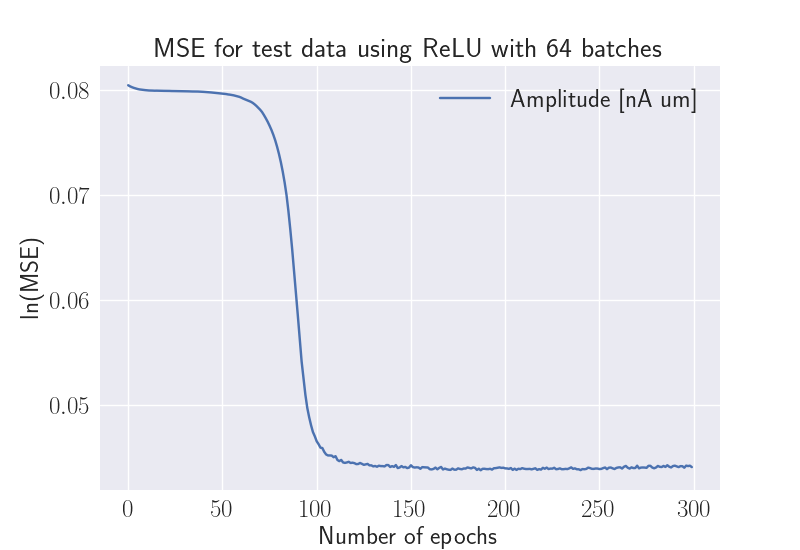 MSE for test data using ReLU with 64 batches
Amplitude [nA um]
ln(MSE)
0.08
0.07
0.06
0.05
0 50 100 150 200 250 300
Number of epochs